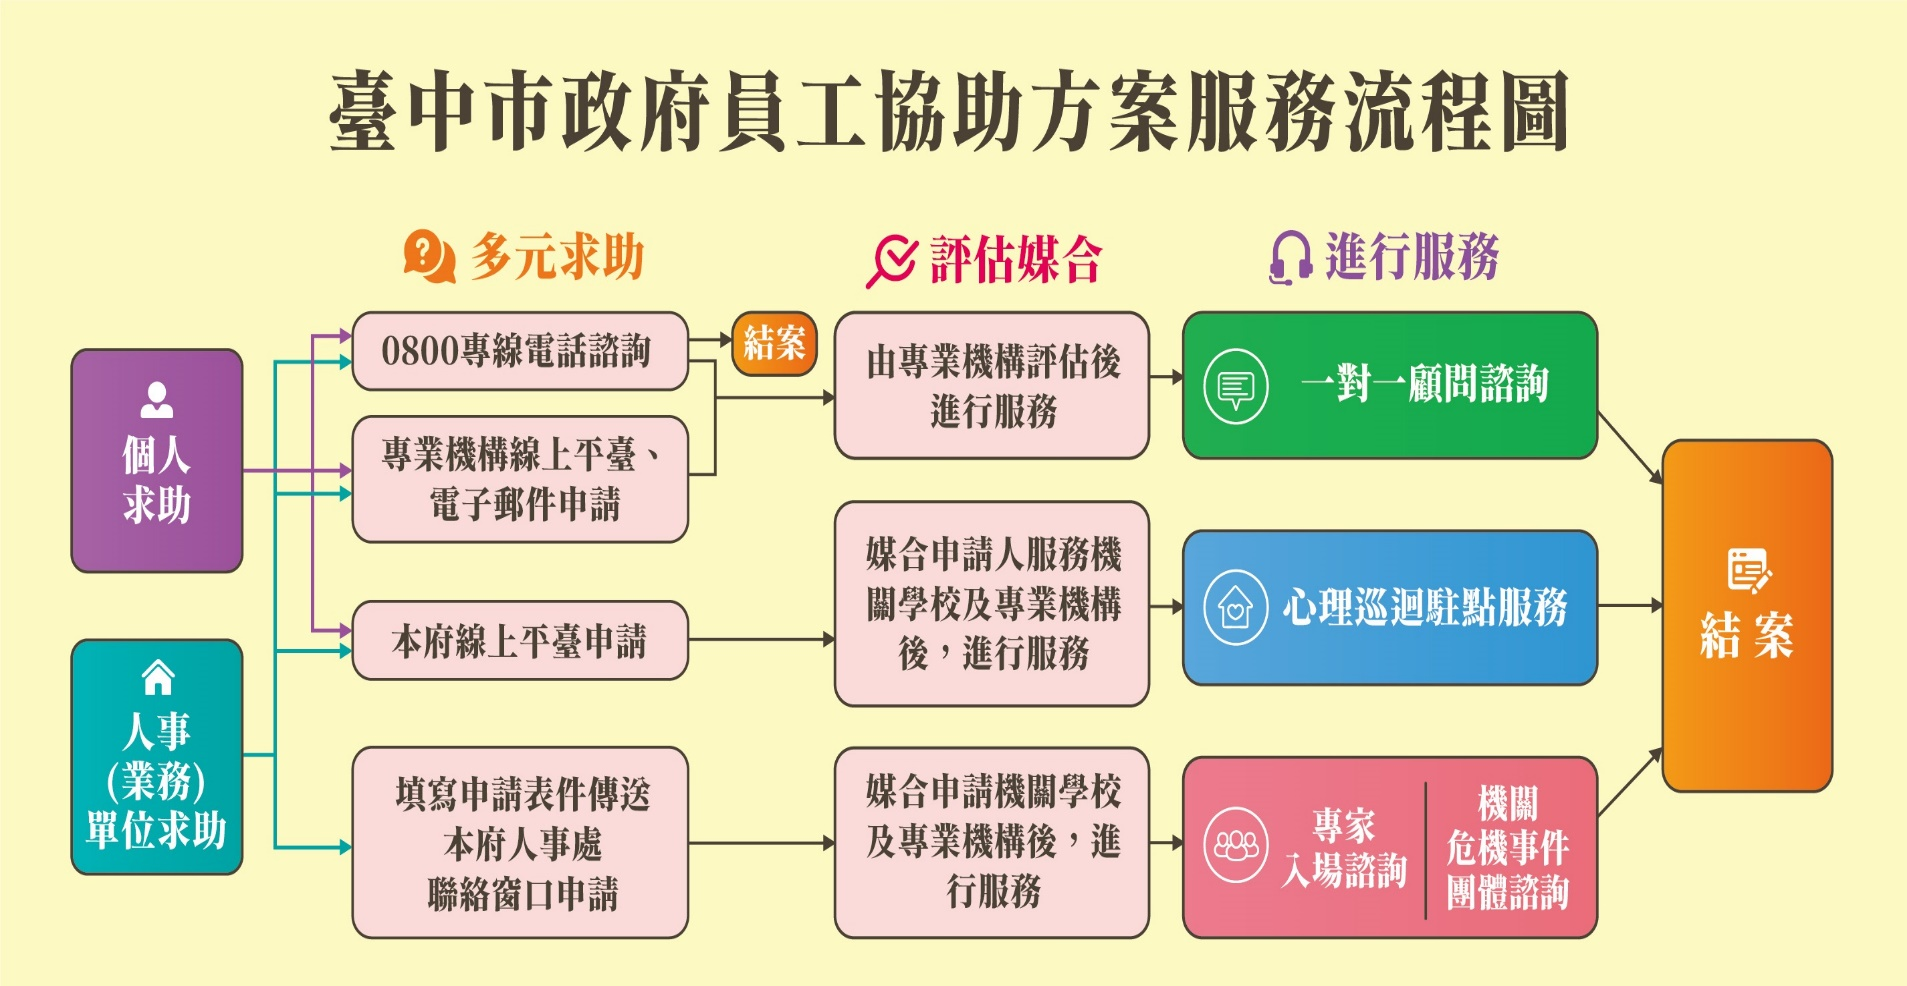 臺中市政府員工協助方案服務流程圖
多元求助
評估媒合
進行服務
個人
求助
人事
(業務)
單位求助
0800專線電話諮詢
結案
專業機構線上平臺、
電子郵件申請
本府線上平臺申請
填寫申請表件傳送
本府人事處
聯絡窗口申請
由專業機構評估後
進行服務
媒合申請人服務機
關學校及專業機構
後，進行服務
媒合申請機關學校
及專業機構後，進
行服務
一對一顧問諮詢
心理巡迴駐點服務
專家
入場諮詢
機關
危機事件
團體諮詢
結案